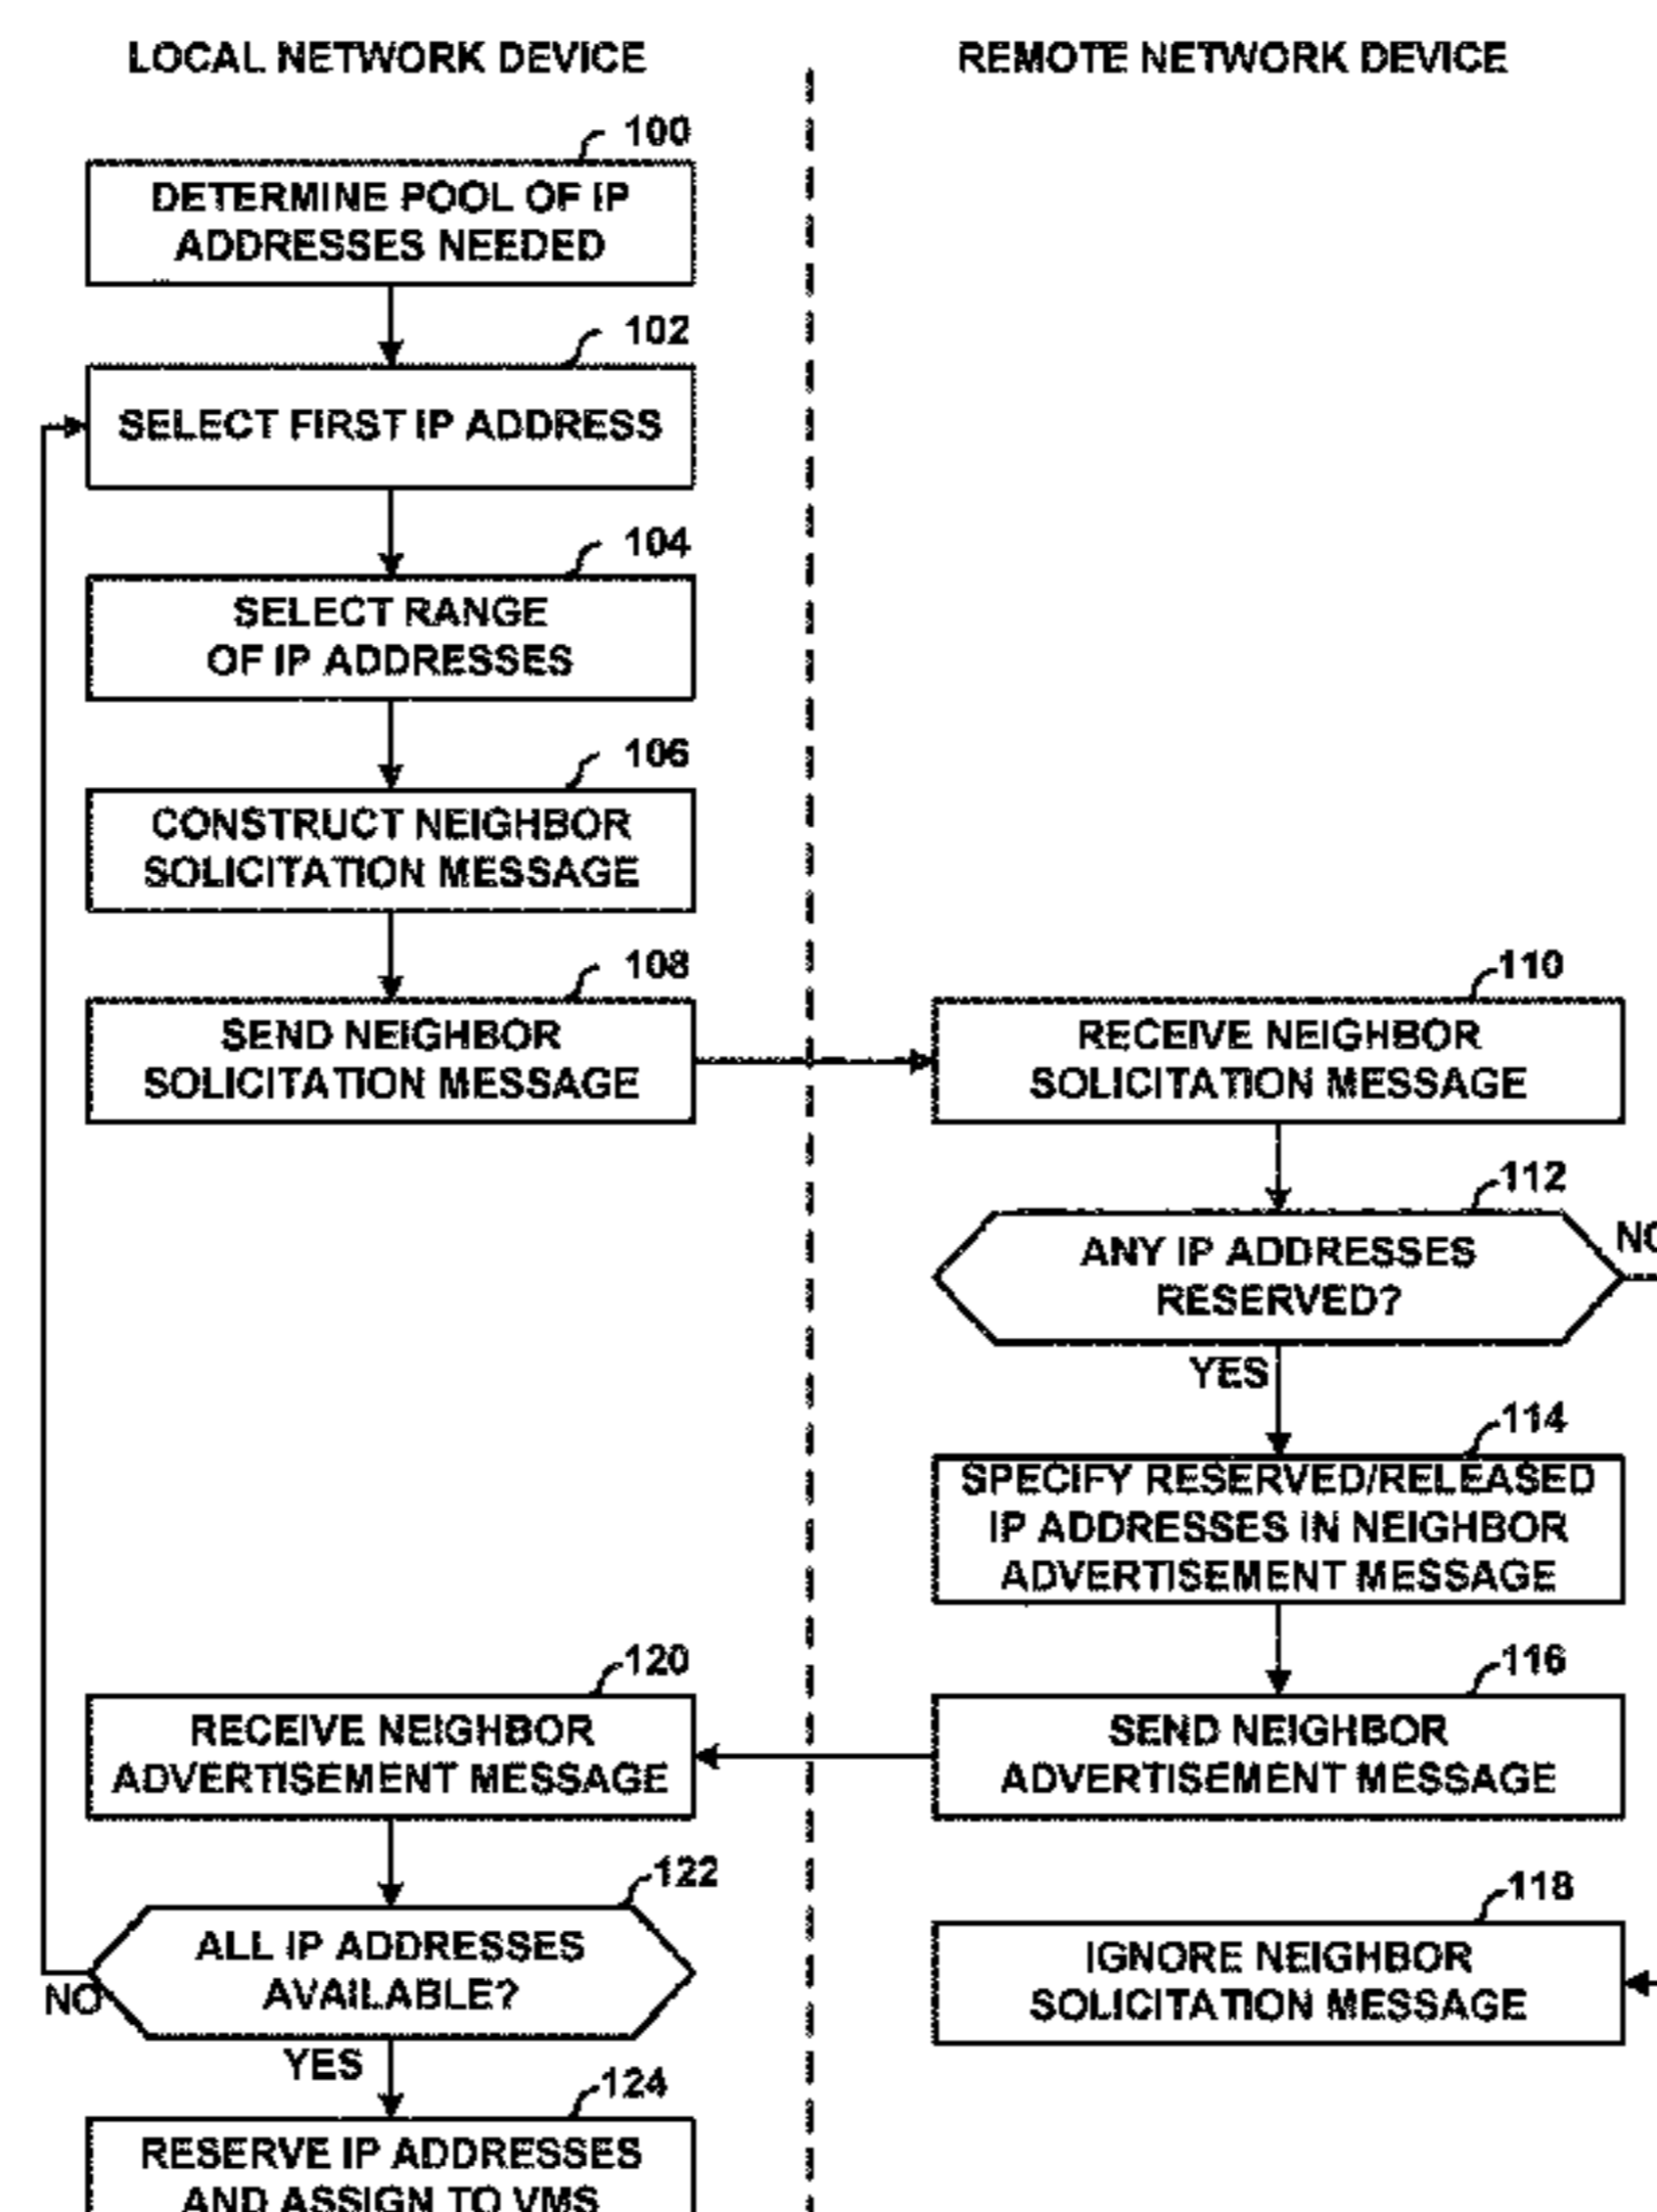 LOCAL NETWORK DEVICE
REMOTE NETWORK DEVICE
100
DETERMINE POOL OF IP
ADDRESSES NEEDED
102
SELECT FIRST IP ADDRESS
104
SELECT RANGE
OF IP ADDRESSES
106
CONSTRUCT NEIGHBOR
SOLICITATION MESSAGE
108
SEND NEIGHBOR
SOLICITATION MESSAGE
110
RECEIVE NEIGHBOR
SOLICITATION MESSAGE
112
ANY IP ADDRESSES
RESERVED?
NO
YES
114
SPECIFY RESERVED/RELEASED
IP ADDRESSES IN NEIGHBOR
ADVERTISEMENT MESSAGE
116
SEND NEIGHBOR
ADVERTISEMENT MESSAGE
118
IGNORE NEIGHBOR
SOLICITATION MESSAGE
120
RECEIVE NEIGHBOR
ADVERTISEMENT MESSAGE
122
ALL IP ADDRESSES
AVAILABLE?
NO
YES
124
RESERVE IP ADDRESSES
AND ASSIGN TO VMS